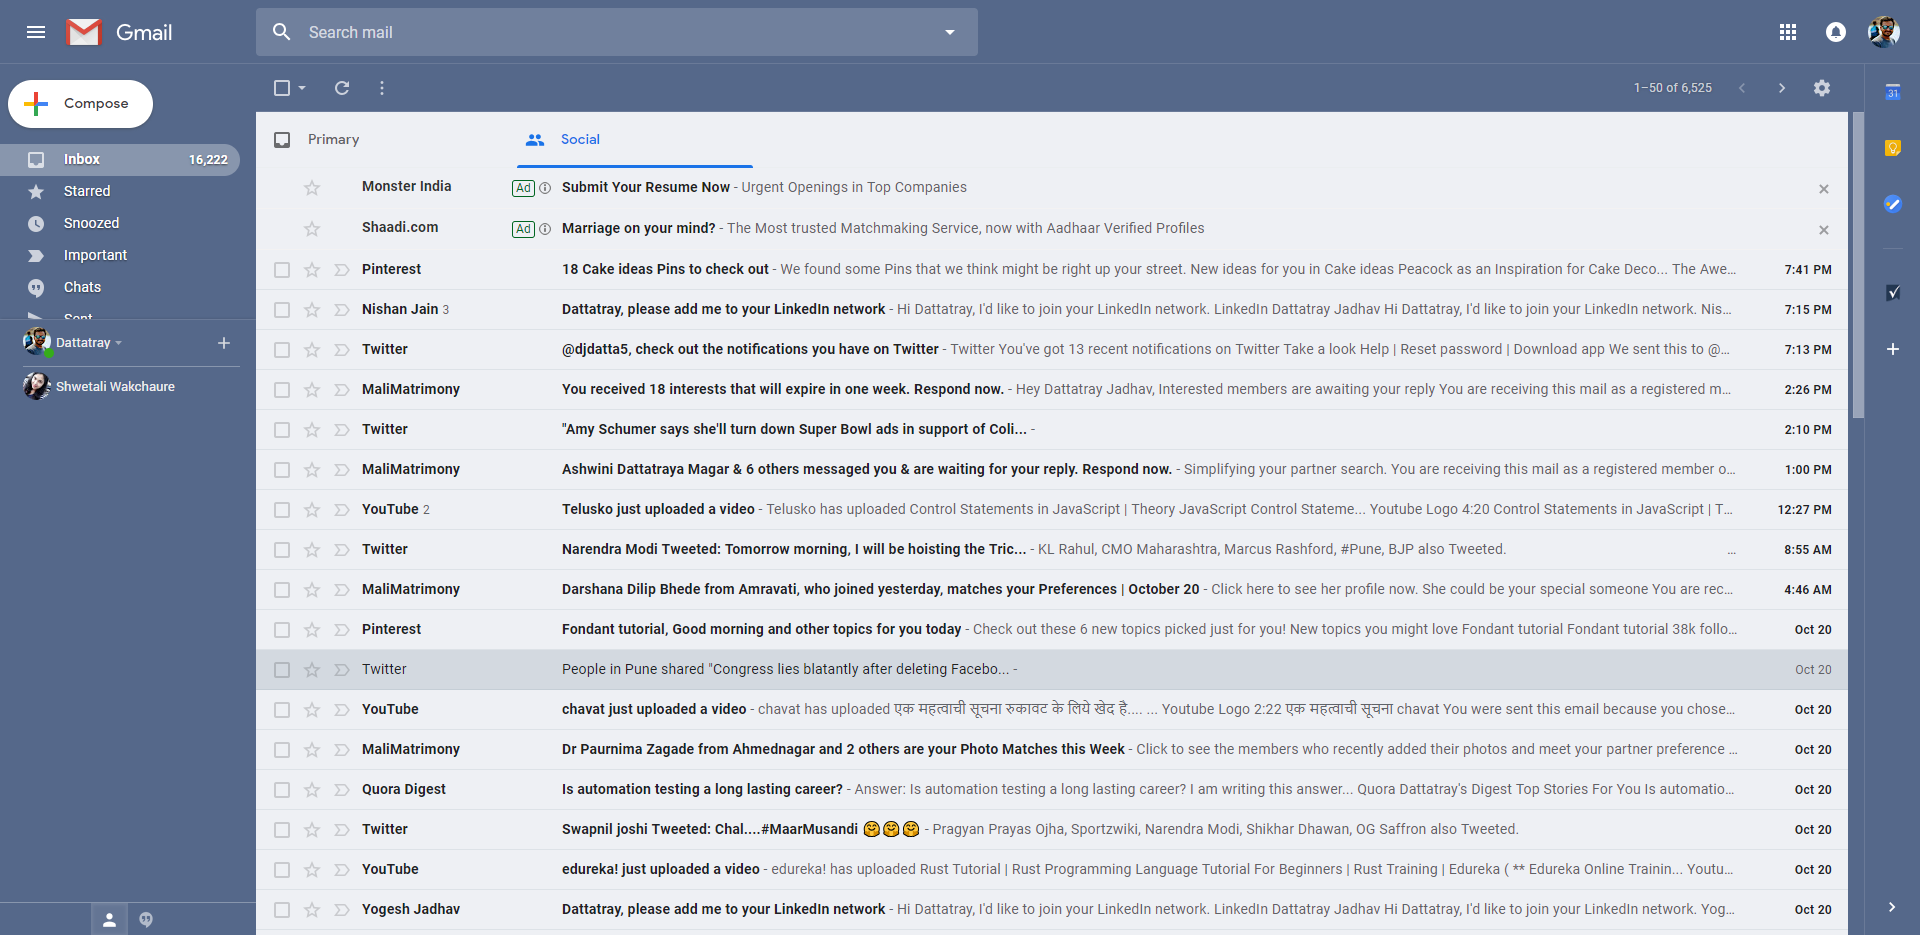 Gmail
Search mail
Compose
1–50 of 6,525
31
Inbox 16,222
Starred
Snoozed
Important
Chats
Sent
Dattatray
Shwetali Wakchaure
Primary Social
Monster India Ad Submit Your Resume Now - Urgent Openings in Top Companies
Shaadi.com Ad Marriage on your mind? - The Most trusted Matchmaking Service, now with Aadhaar Verified Profiles
Pinterest 18 Cake ideas Pins to check out - We found some Pins that we think might be right up your street. New ideas for you in Cake ideas Peacock as an Inspiration for Cake Deco... The Awe... 7:41 PM
Nishan Jain 3 Dattatray, please add me to your LinkedIn network - Hi Dattatray, I'd like to join your LinkedIn network. LinkedIn Dattatray Jadhav Hi Dattatray, I'd like to join your LinkedIn network. Nis... 7:15 PM
Twitter @djdatta5, check out the notifications you have on Twitter - Twitter You've got 13 recent notifications on Twitter Take a look Help | Reset password | Download app We sent this to @... 7:13 PM
MaliMatrimony You received 18 interests that will expire in one week. Respond now. - Hey Dattatray Jadhav, Interested members are awaiting your reply You are receiving this mail as a registered m... 2:26 PM
Twitter "Amy Schumer says she'll turn down Super Bowl ads in support of Coli... - 2:10 PM
MaliMatrimony Ashwini Dattatraya Magar & 6 others messaged you & are waiting for your reply. Respond now. - Simplifying your partner search. You are receiving this mail as a registered member o... 1:00 PM
YouTube 2 Telusko just uploaded a video - Telusko has uploaded Control Statements in JavaScript | Theory JavaScript Control Stateme... Youtube Logo 4:20 Control Statements in JavaScript | T... 12:27 PM
Twitter Narendra Modi Tweeted: Tomorrow morning, I will be hoisting the Tric... - KL Rahul, CMO Maharashtra, Marcus Rashford, #Pune, BJP also Tweeted. ... 8:55 AM
MaliMatrimony Darshana Dilip Bhede from Amravati, who joined yesterday, matches your Preferences | October 20 - Click here to see her profile now. She could be your special someone You are rec... 4:46 AM
Pinterest Fondant tutorial, Good morning and other topics for you today - Check out these 6 new topics picked just for you! New topics you might love Fondant tutorial Fondant tutorial 38k follo... Oct 20
Twitter People in Pune shared "Congress lies blatantly after deleting Facebo... - Oct 20
YouTube chavat just uploaded a video - chavat has uploaded एक महत्वाची सूचना रुकावट के लिये खेद है.... ... Youtube Logo 2:22 एक महत्वाची सूचना chavat You were sent this email because you chose... Oct 20
MaliMatrimony Dr Paurnima Zagade from Ahmednagar and 2 others are your Photo Matches this Week - Click to see the members who recently added their photos and meet your partner preference ... Oct 20
Quora Digest Is automation testing a long lasting career? - Answer: Is automation testing a long lasting career? I am writing this answer... Quora Dattatray's Digest Top Stories For You Is automatio... Oct 20
Twitter Swapnil joshi Tweeted: Chal....#MaarMusandi 🤗🤗🤗 - Pragyan Prayas Ojha, Sportzwiki, Narendra Modi, Shikhar Dhawan, OG Saffron also Tweeted. Oct 20
YouTube edureka! just uploaded a video - edureka! has uploaded Rust Tutorial | Rust Programming Language Tutorial For Beginners | Rust Training | Edureka ( ** Edureka Online Trainin... Youtu... Oct 20
Yogesh Jadhav Dattatray, please add me to your LinkedIn network - Hi Dattatray, I'd like to join your LinkedIn network. LinkedIn Dattatray Jadhav Hi Dattatray, I'd like to join your LinkedIn network. Yog... Oct 20